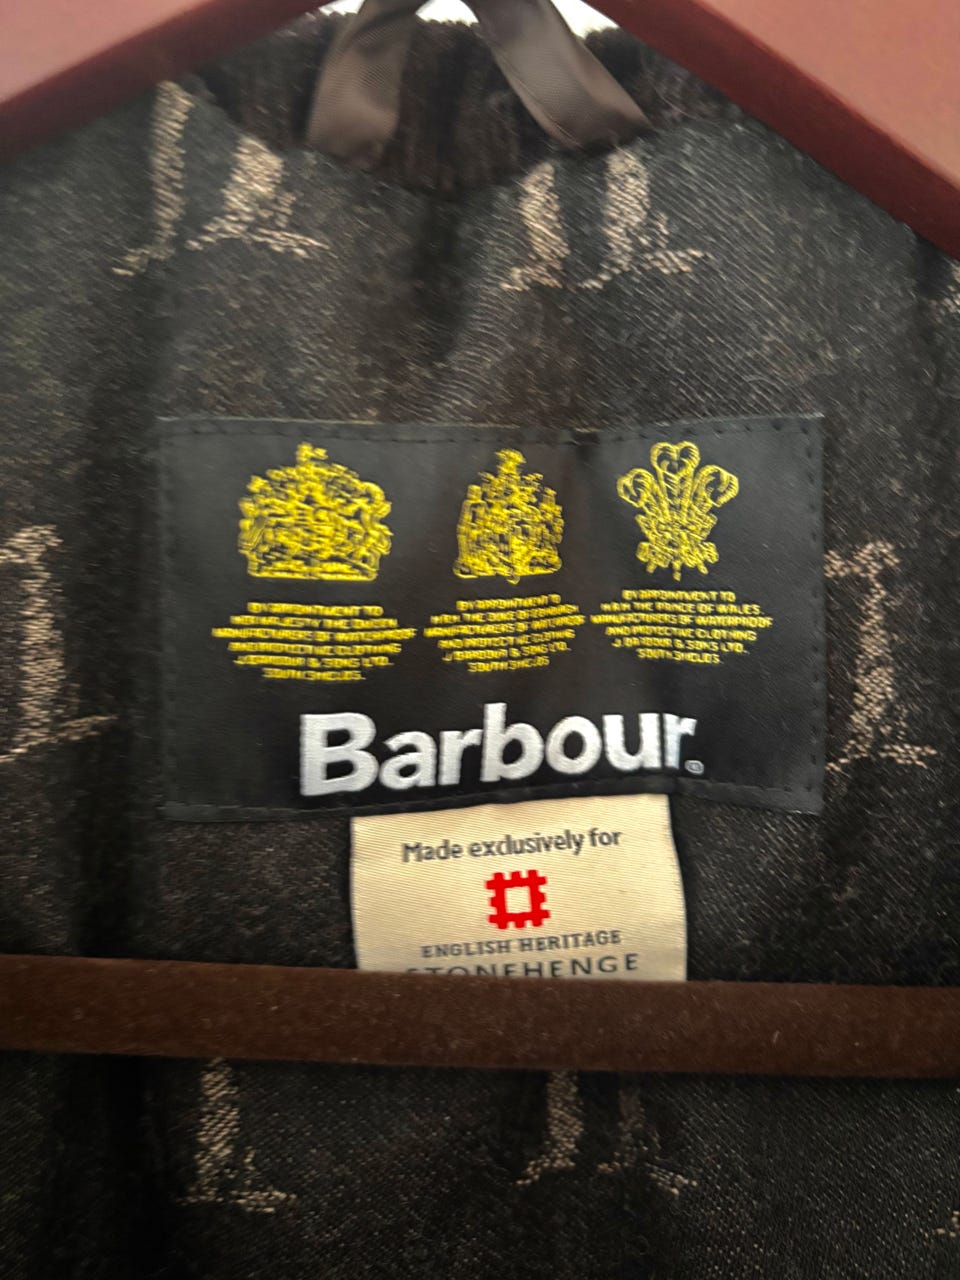 BY APPOINTMENT TO
HER MAJESTY THE QUEEN
MANUFACTURERS OF WATERPROOF
AND PROTECTIVE CLOTHING
J. BARBOUR & SONS LTD.
SOUTH SHIELDS.
BY APPOINTMENT TO
H.R.H. THE DUKE OF EDINBURGH
MANUFACTURERS OF WATERPROOF
AND PROTECTIVE CLOTHING
J. BARBOUR & SONS LTD.
SOUTH SHIELDS
BY APPOINTMENT TO
H.R.H. THE PRINCE OF WALES.
MANUFACTURERS OF WATERPROOF
AND PROTECTIVE CLOTHING
J. BARBOUR & SONS LTD.
SOUTH SHIELDS.
Barbour.®
Made exclusively for
ENGLISH HERITAGE
STONEHENGE